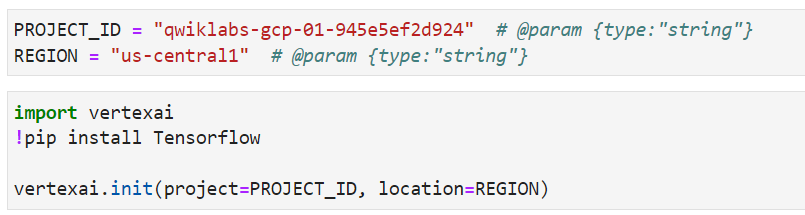 PROJECT_ID = "qwiklabs-gcp-01-945e5ef2d924"  # @param {type:"string"}
REGION = "us-central1"  # @param {type:"string"}
import vertexai
!pip install Tensorflow
vertexai.init(project=PROJECT_ID, location=REGION)